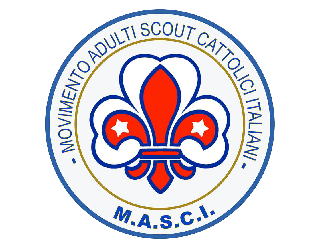 - MOVIMENTO ADULTI SCOUT CATTOLICI ITALIANI -
M.A.S.C.I.